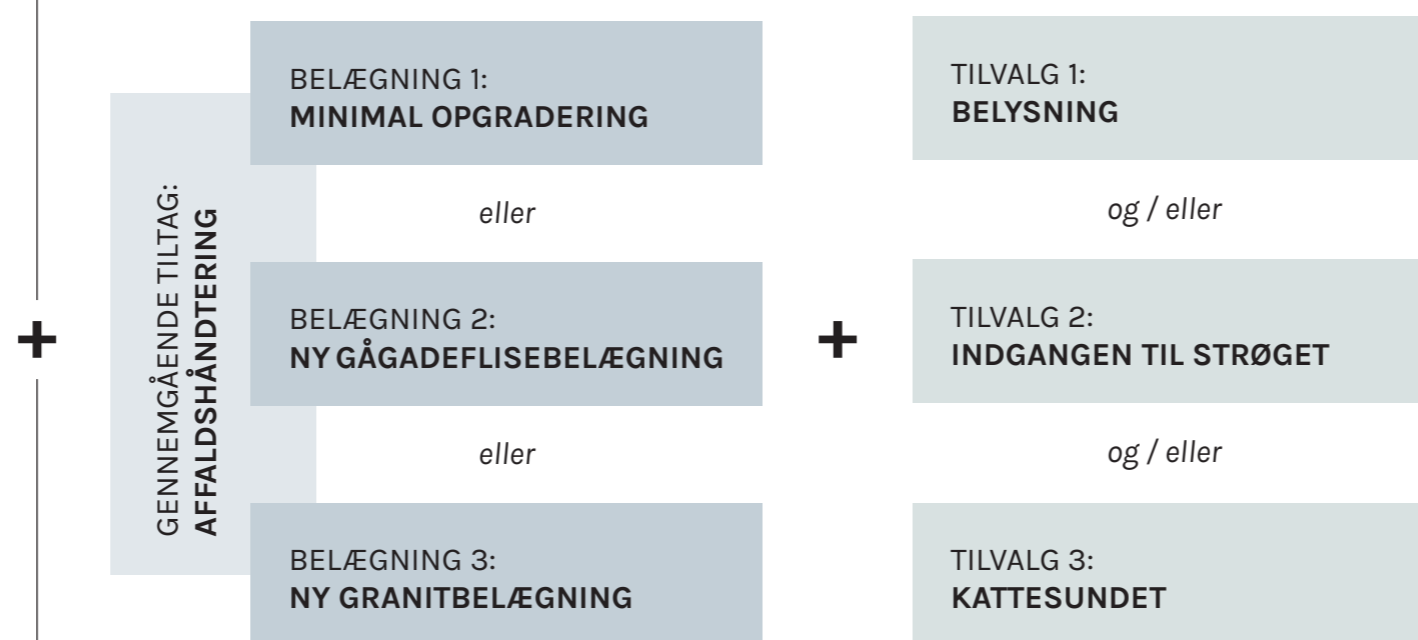 +
GENNEMGÅENDE TILTAG:
AFFALDSHÅNDTERING
BELÆGNING 1:
MINIMAL OPGRADERING
eller
BELÆGNING 2:
NY GÅGADEFLISEBELÆGNING
eller
BELÆGNING 3:
NY GRANITBELÆGNING
+
TILVALG 1:
BELYSNING
og / eller
TILVALG 2:
INDGANGEN TIL STRØGET
og / eller
TILVALG 3:
KATTESUNDET